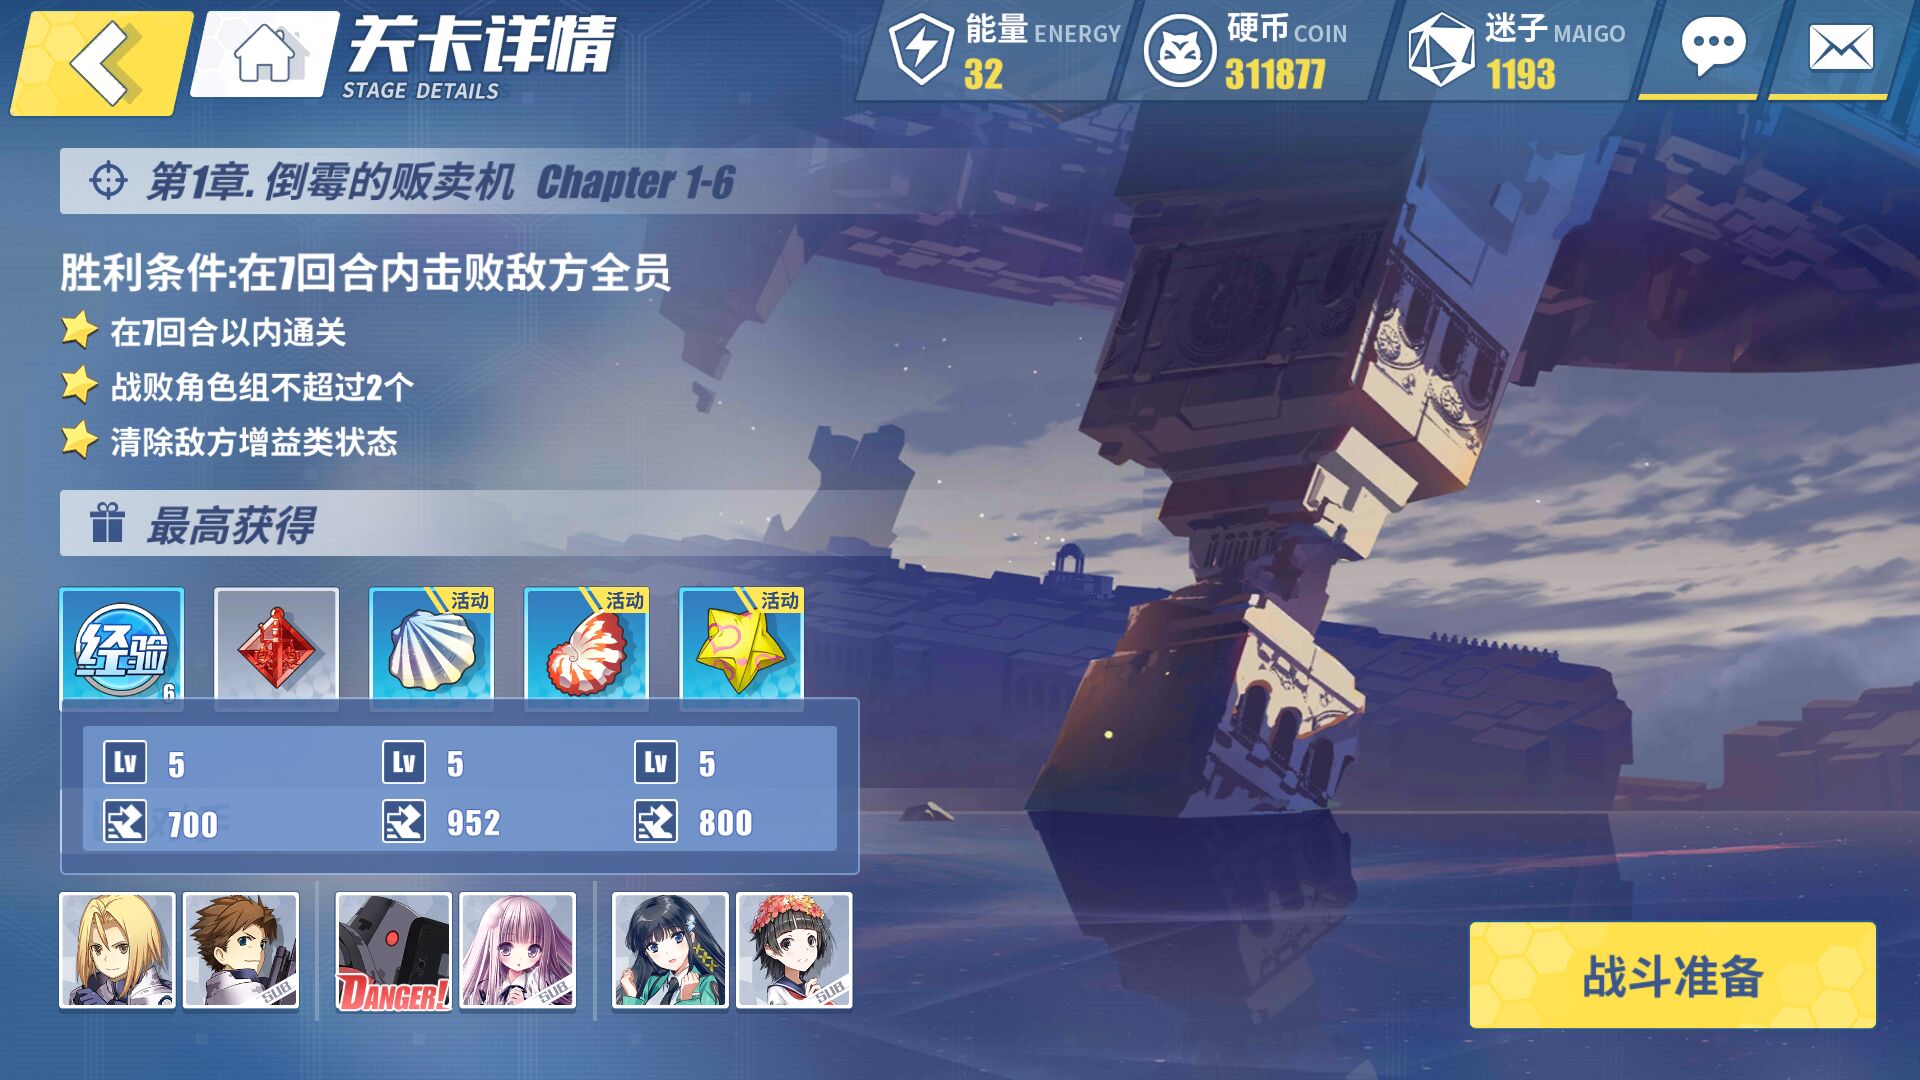 关卡详情
STAGE DETAILS
能量 ENERGY
32
硬币 COIN
311877
迷子 MAIGO
1193
第1章. 倒霉的贩卖机 Chapter 1-6
胜利条件:在7回合内击败敌方全员
在7回合以内通关
战败角色组不超过2个
清除敌方增益类状态
最高获得
经验
6
活动
活动
活动
Lv 5
Lv 5
Lv 5
700
952
800
SUB
DANGER!
SUB
SUB
战斗准备